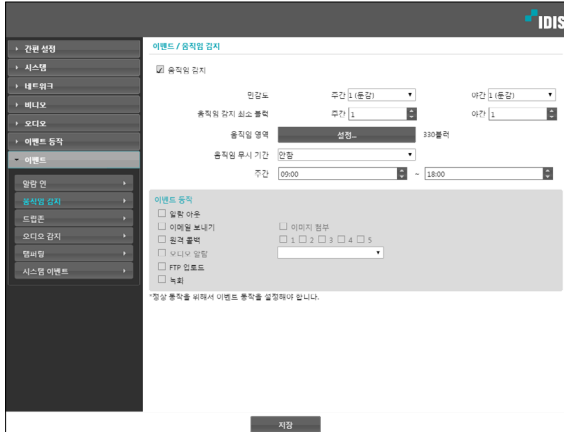 IDIS
간편 설정
시스템
네트워크
비디오
오디오
이벤트 동작
이벤트
알람 인
움직임 감지
트립존
오디오 감지
탬퍼링
시스템 이벤트
이벤트 / 움직임 감지
움직임 감지
민감도 주간 1 (둔감) 야간 1 (둔감)
움직임 감지 최소 블럭 주간 1 야간 1
움직임 영역 설정... 330블럭
움직임 무시 기간 안함
주간 09:00 ~ 18:00
이벤트 동작
알람 아웃
이메일 보내기 이미지 첨부
원격 콜백 1 2 3 4 5
오디오 알람
FTP 업로드
녹화
*정상 동작을 위해서 이벤트 동작을 설정해야 합니다.
저장